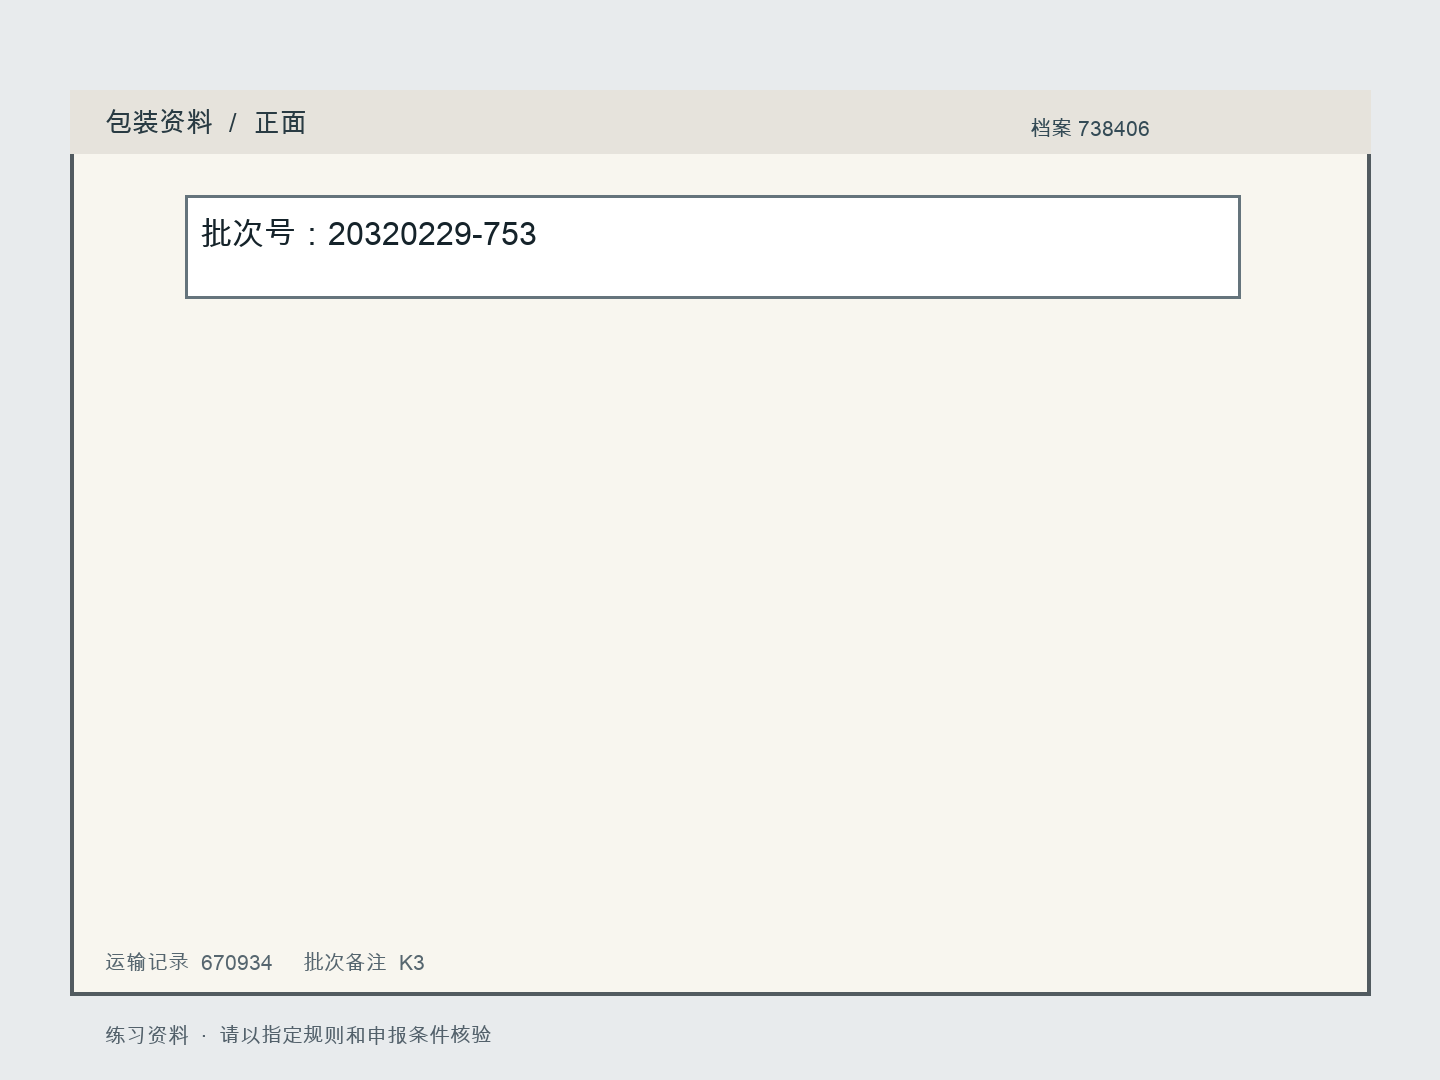 包装资料 / 正面
档案 738406
批次号：20320229-753
运输记录 670934 批次备注 K3
练习资料 · 请以指定规则和申报条件核验